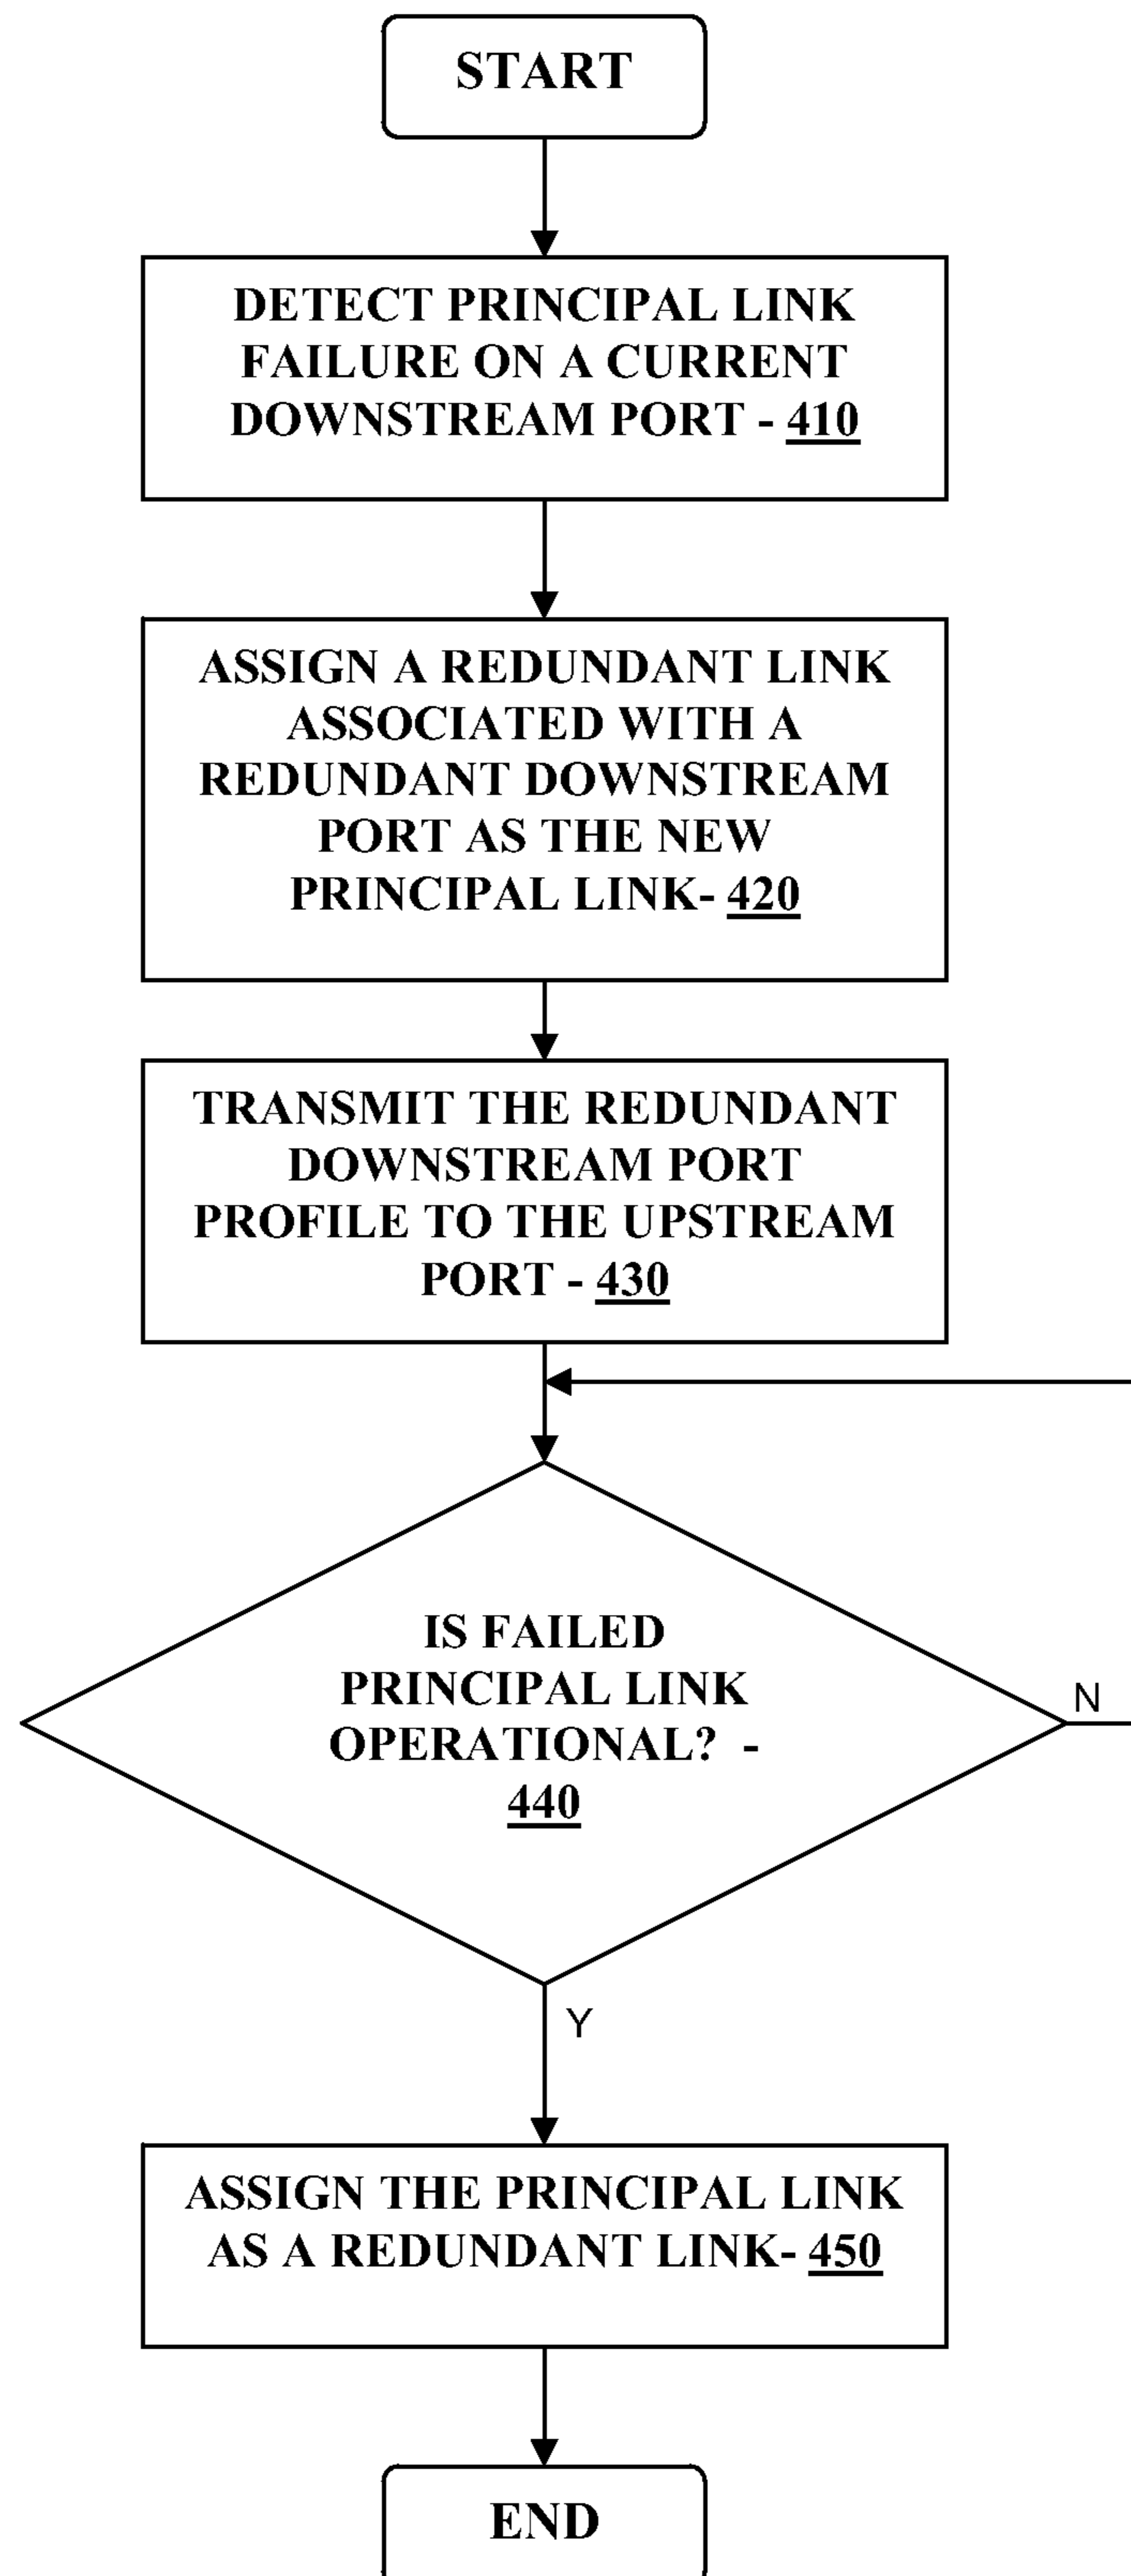 START
DETECT PRINCIPAL LINK
FAILURE ON A CURRENT
DOWNSTREAM PORT - 410
ASSIGN A REDUNDANT LINK
ASSOCIATED WITH A
REDUNDANT DOWNSTREAM
PORT AS THE NEW
PRINCIPAL LINK- 420
TRANSMIT THE REDUNDANT
DOWNSTREAM PORT
PROFILE TO THE UPSTREAM
PORT - 430
IS FAILED
PRINCIPAL LINK
OPERATIONAL? -
440
N
Y
ASSIGN THE PRINCIPAL LINK
AS A REDUNDANT LINK- 450
END